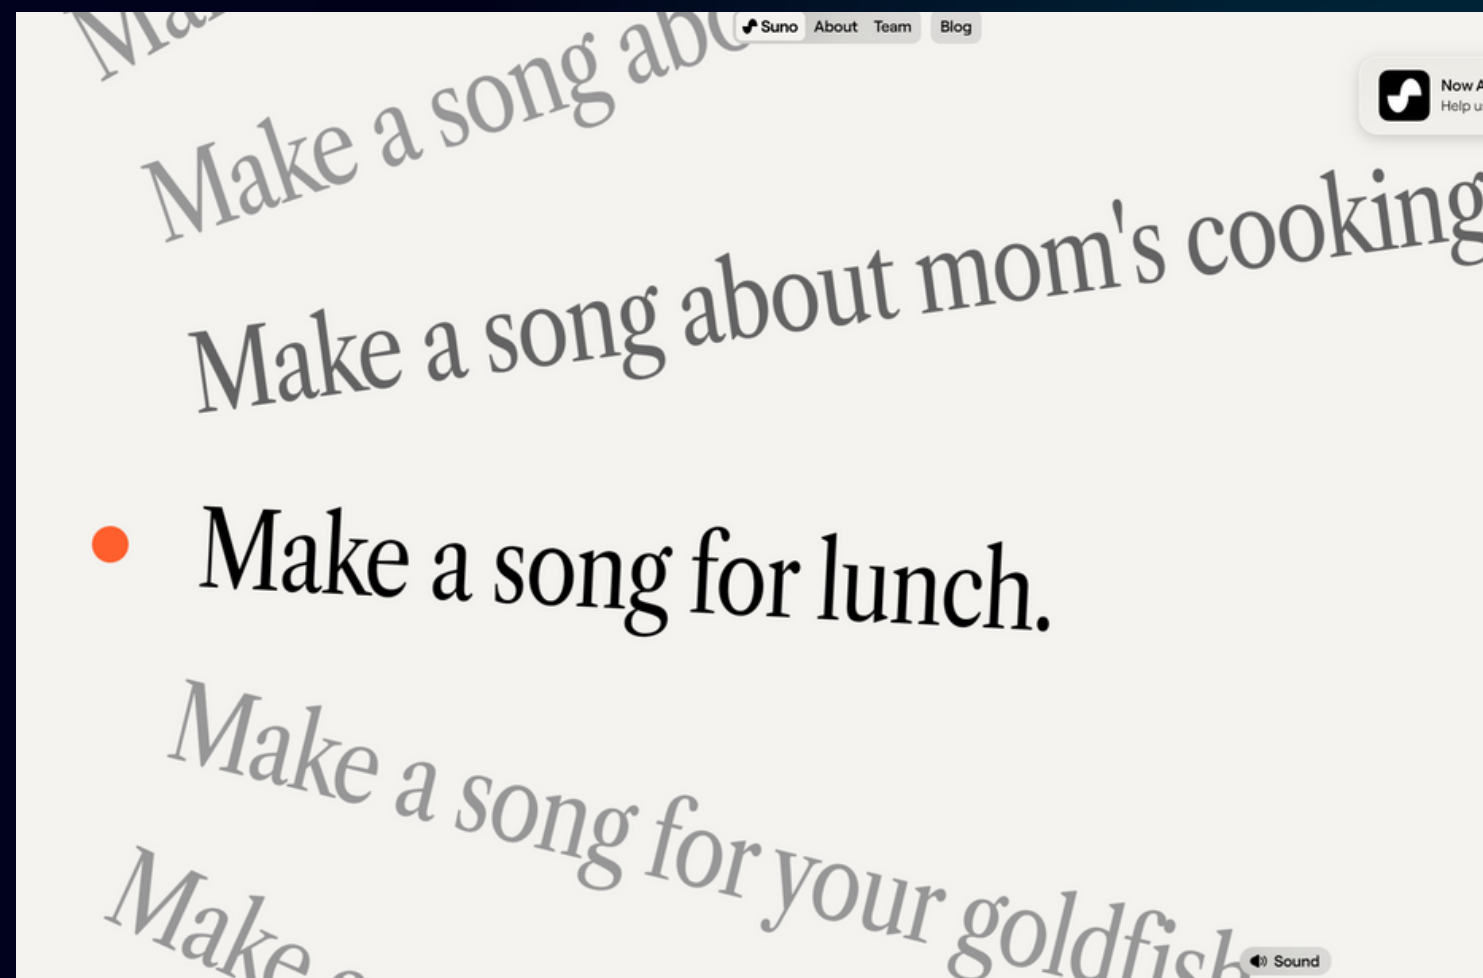 Suno About Team Blog
Make a song
Now
Help
Make a song about mom's cooking
Make a song for lunch.
Make a song for your goldfish
Make
Sound